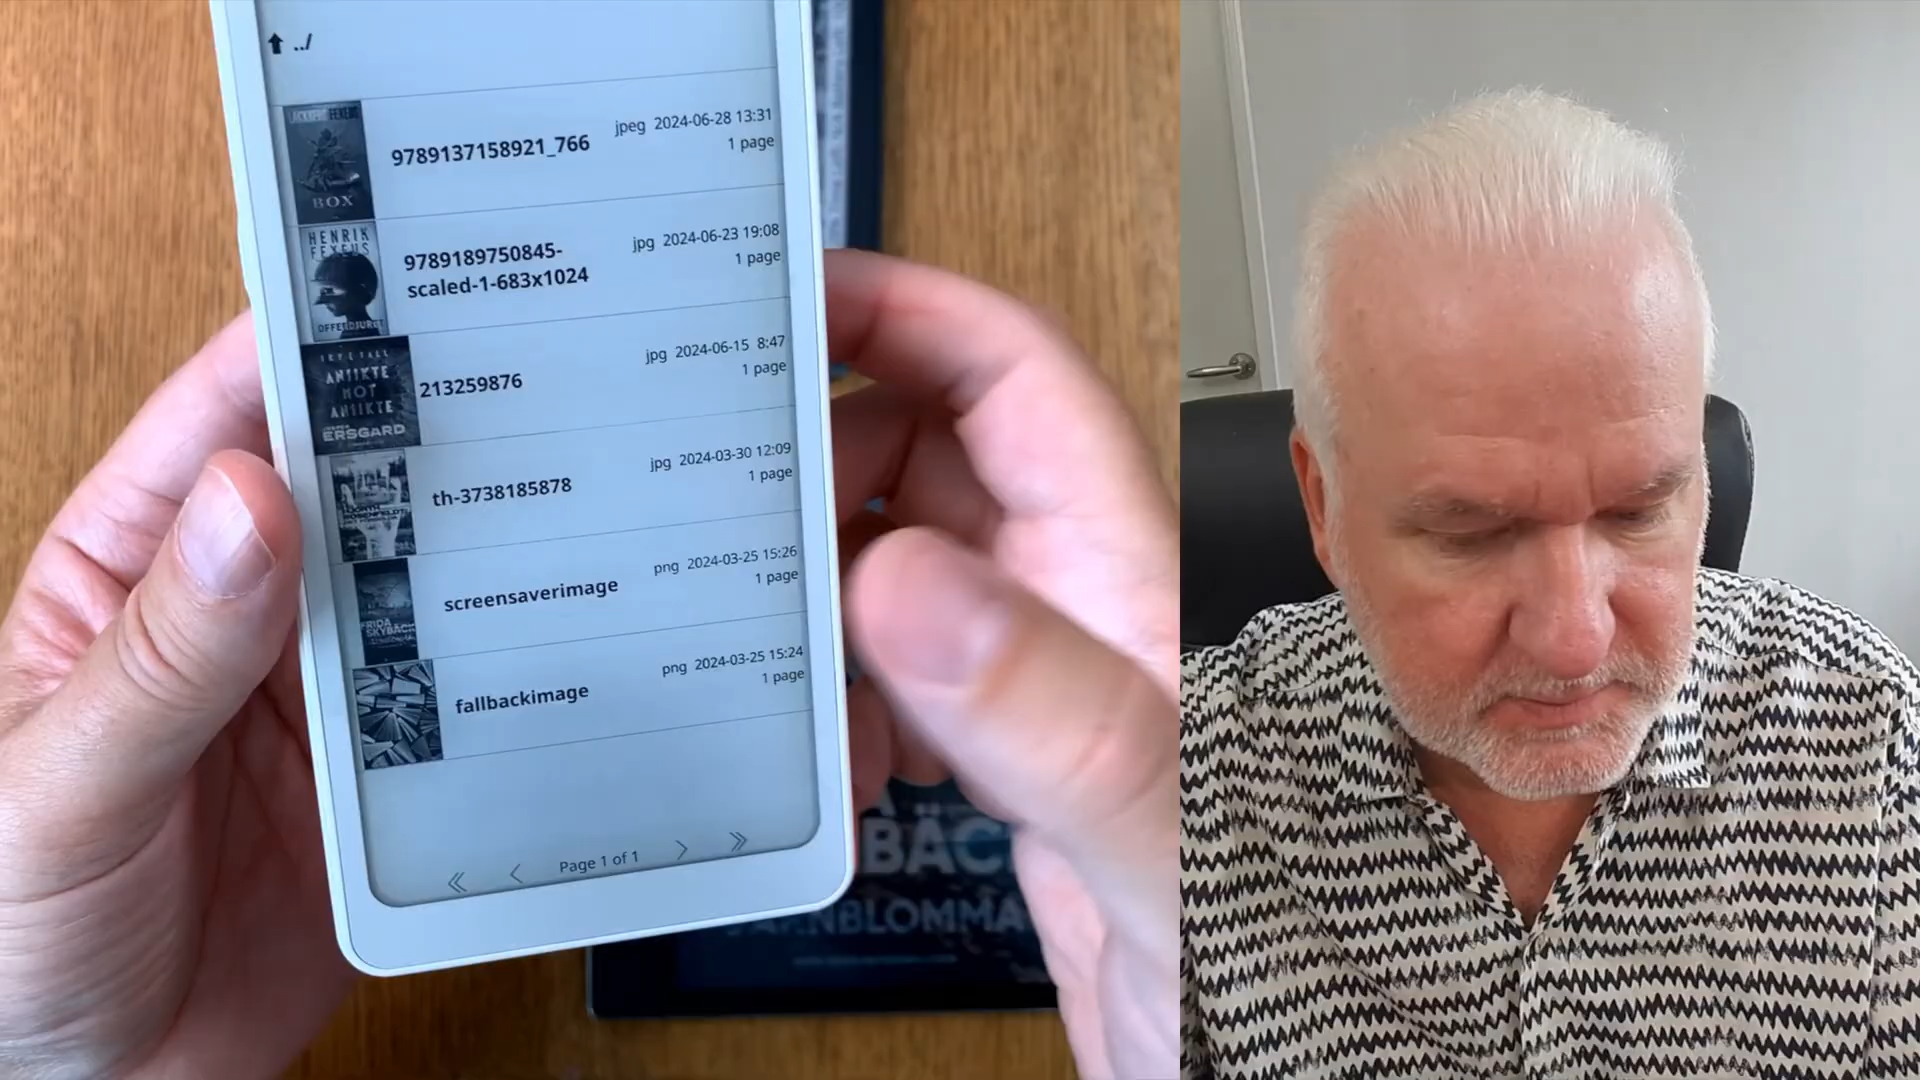 ../
9789137158921_766
jpeg 2024-06-28 13:31
1 page
BOX
9789189750845-
scaled-1-683x1024
jpg 2024-06-23 19:08
1 page
HENRIK
FEXEUS
OFFERDJURET
213259876
jpg 2024-06-15 8:47
1 page
ANSIKTE
MOT
ANSIKTE
ERSGARD
th-3738185878
jpg 2024-03-30 12:09
1 page
screensaverimage
png 2024-03-25 15:26
1 page
FRIDA
SKYBÄCK
fallbackimage
png 2024-03-25 15:24
1 page
« ‹ Page 1 of 1 › »